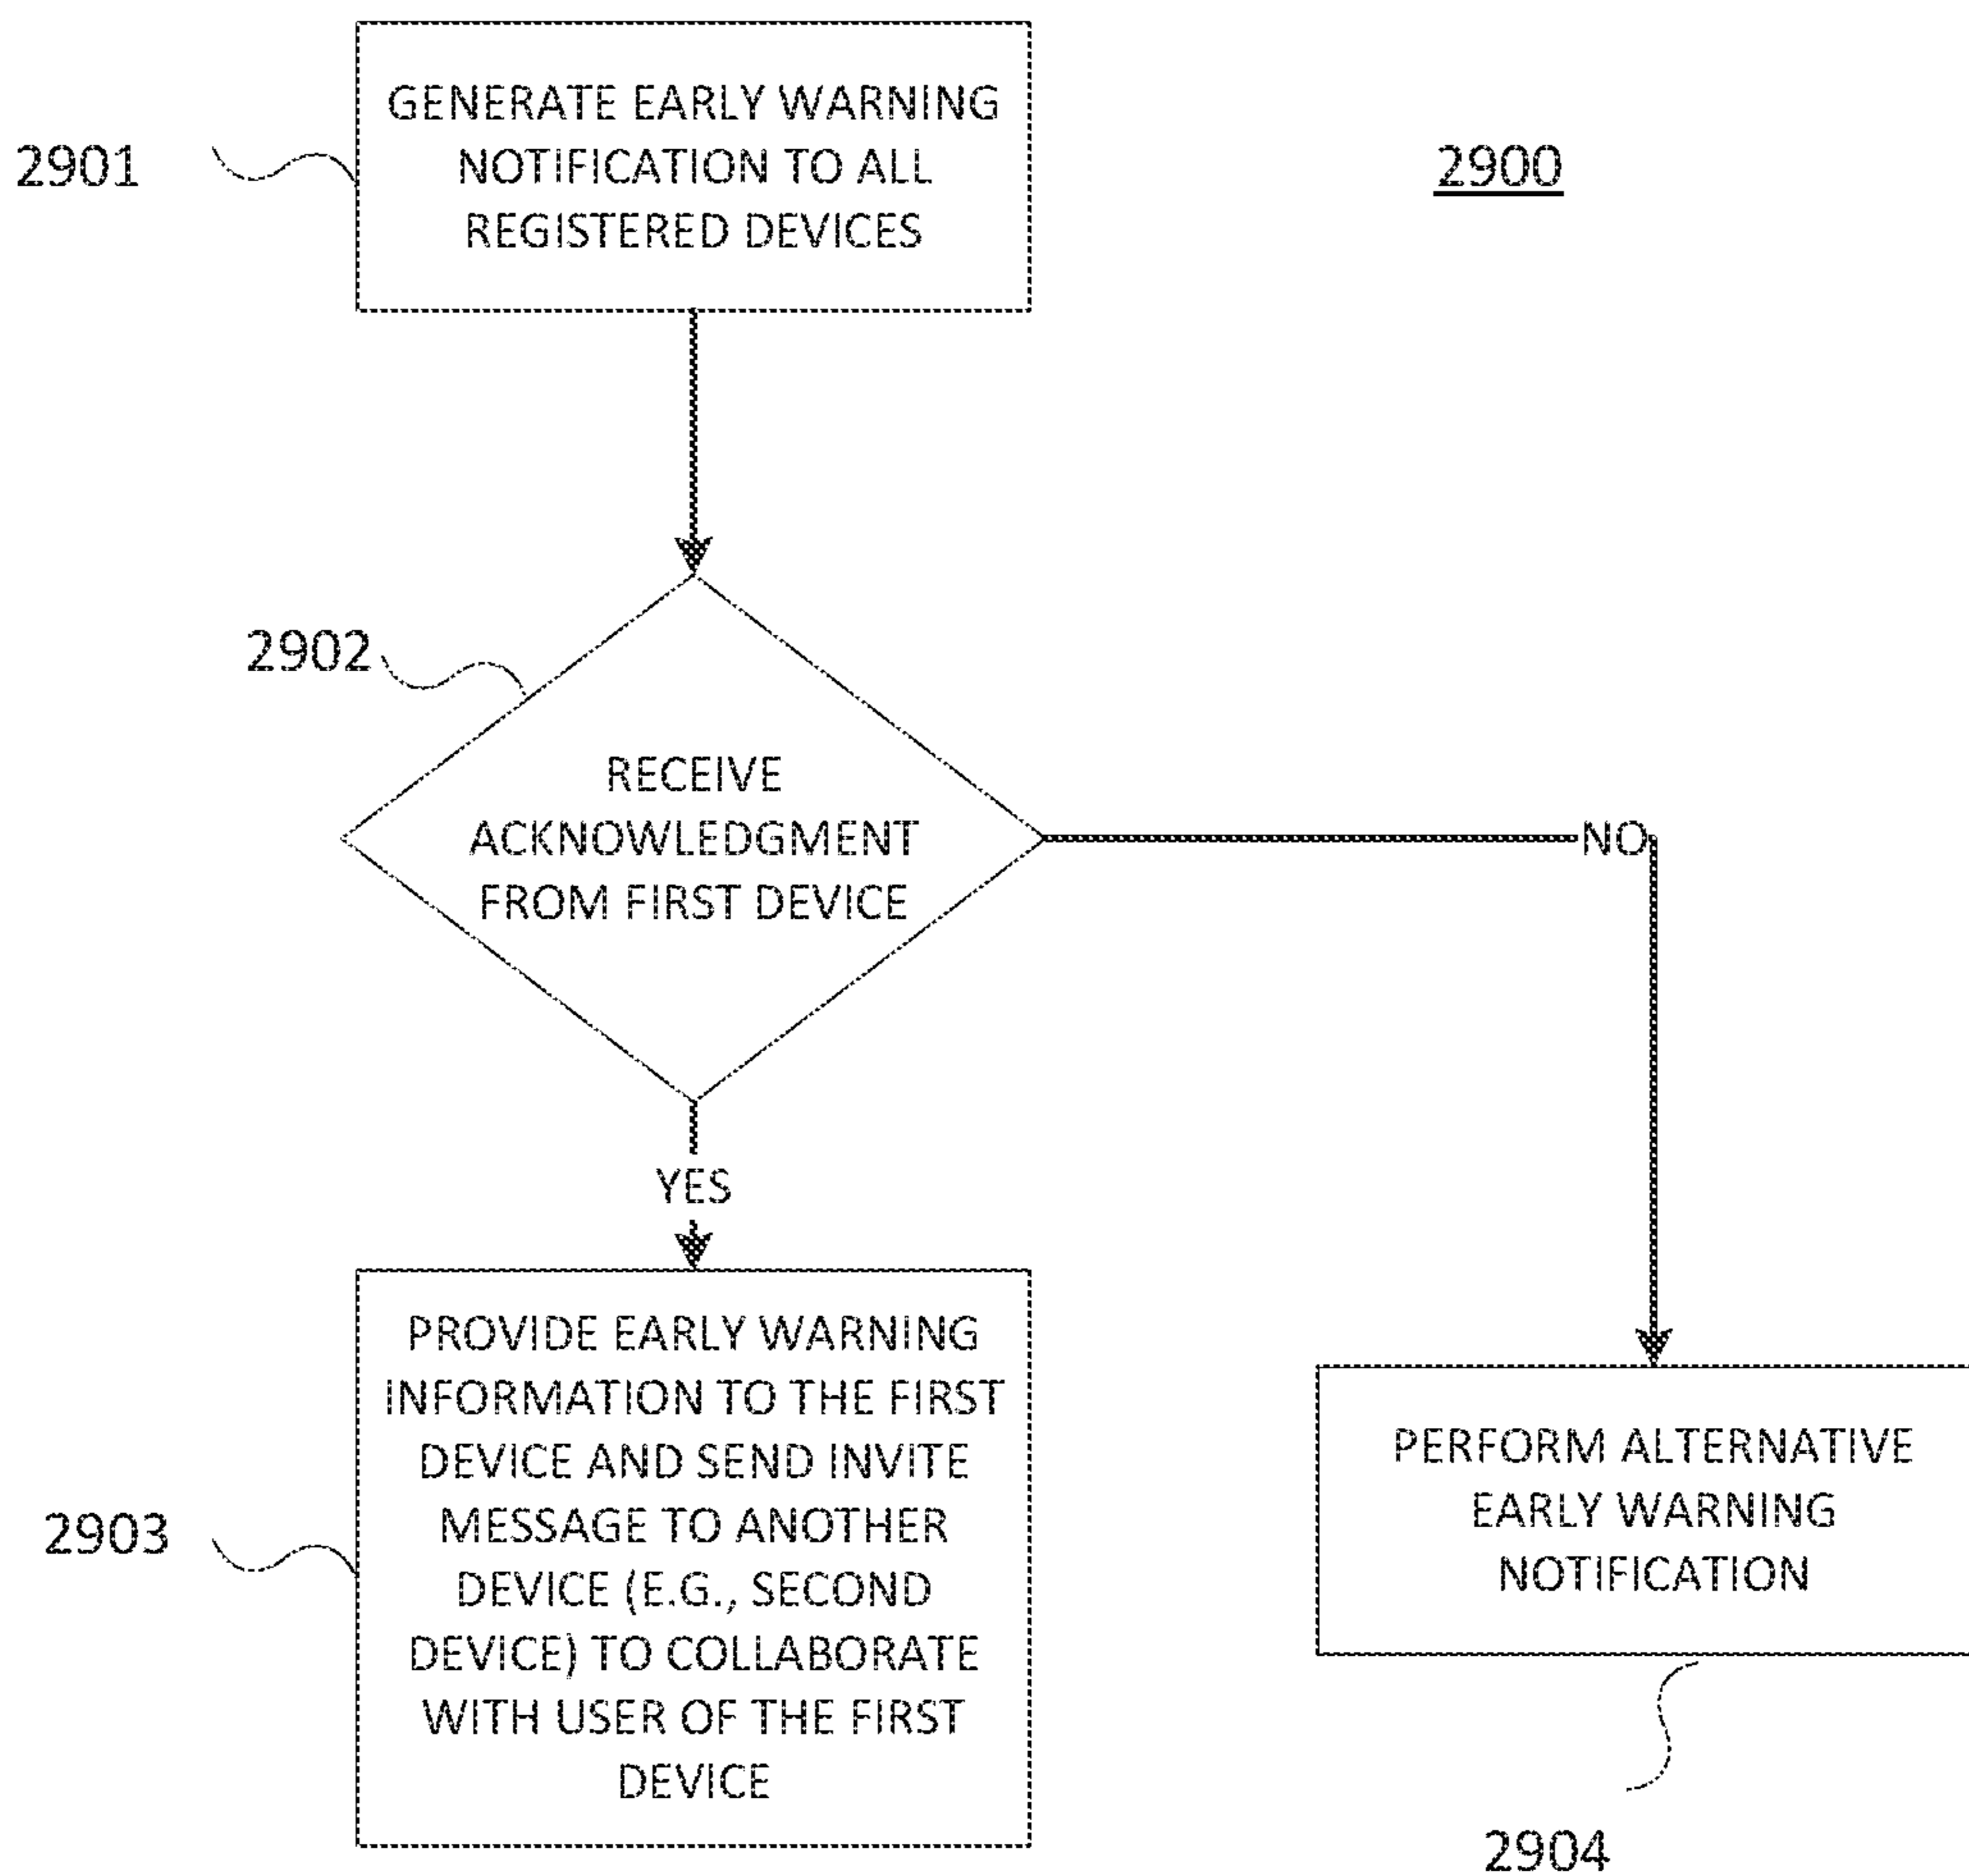 GENERATE EARLY WARNING
NOTIFICATION TO ALL
REGISTERED DEVICES
2901
2900
2902
RECEIVE
ACKNOWLEDGMENT
FROM FIRST DEVICE
NO
YES
PROVIDE EARLY WARNING
INFORMATION TO THE FIRST
DEVICE AND SEND INVITE
MESSAGE TO ANOTHER
DEVICE (E.G., SECOND
DEVICE) TO COLLABORATE
WITH USER OF THE FIRST
DEVICE
2903
PERFORM ALTERNATIVE
EARLY WARNING
NOTIFICATION
2904